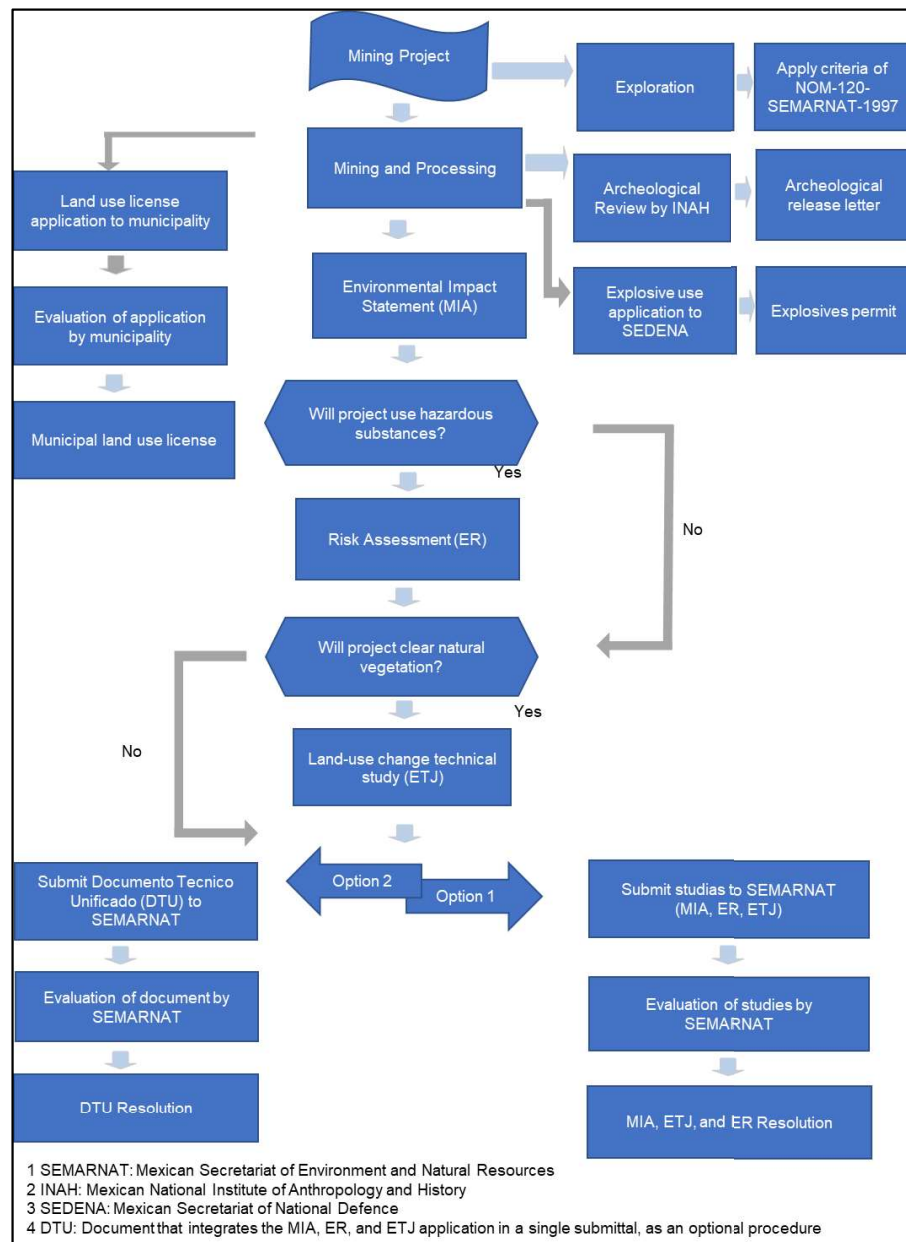 Mining Project
Exploration
Apply criteria of
NOM-120-
SEMARNAT-1997
Mining and Processing
Archeological
Review by INAH
Archeological
release letter
Land use license
application to municipality
Environmental Impact
Statement (MIA)
Explosive use
application to
SEDENA
Explosives permit
Evaluation of application
by municipality
Will project use hazardous
substances?
Municipal land use license
Yes
No
Risk Assessment (ER)
Will project clear natural
vegetation?
Yes
No
Land-use change technical
study (ETJ)
Option 2
Option 1
Submit Documento Tecnico
Unificado (DTU) to
SEMARNAT
Submit studias to SEMARNAT
(MIA, ER, ETJ)
Evaluation of document by
SEMARNAT
Evaluation of studies by
SEMARNAT
DTU Resolution
MIA, ETJ, and ER Resolution
1 SEMARNAT: Mexican Secretariat of Environment and Natural Resources
2 INAH: Mexican National Institute of Anthropology and History
3 SEDENA: Mexican Secretariat of National Defence
4 DTU: Document that integrates the MIA, ER, and ETJ application in a single submittal, as an optional procedure